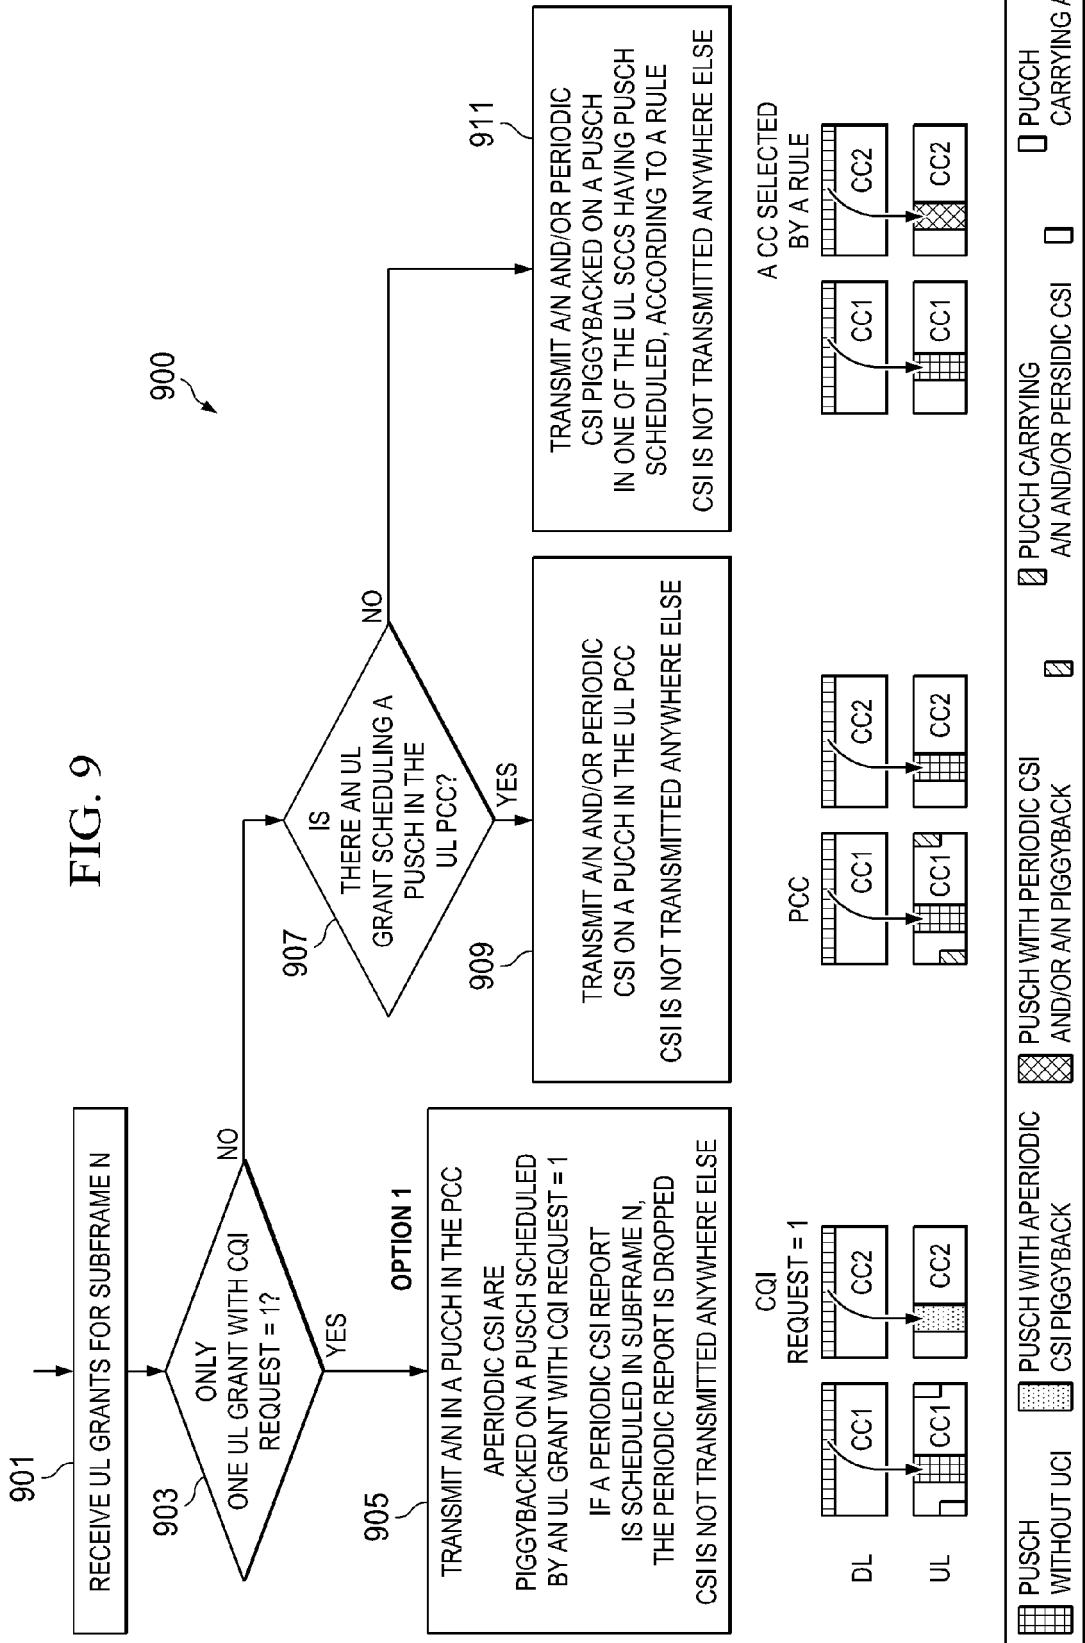 FIG. 9
900
901
RECEIVE UL GRANTS FOR SUBFRAME N
903
ONLY
ONE UL GRANT WITH CQI
REQUEST = 1?
NO
YES
907
IS
THERE AN UL
GRANT SCHEDULING A
PUSCH IN THE
UL PCC?
NO
YES
905
OPTION 1
TRANSMIT A/N IN A PUCCH IN THE PCC
APERIODIC CSI ARE
PIGGYBACKED ON A PUSCH SCHEDULED
BY AN UL GRANT WITH CQI REQUEST = 1
IF A PERIODIC CSI REPORT
IS SCHEDULED IN SUBFRAME N,
THE PERIODIC REPORT IS DROPPED
CSI IS NOT TRANSMITTED ANYWHERE ELSE
909
TRANSMIT A/N AND/OR PERIODIC
CSI ON A PUCCH IN THE UL PCC
CSI IS NOT TRANSMITTED ANYWHERE ELSE
911
TRANSMIT A/N AND/OR PERIODIC
CSI PIGGYBACKED ON A PUSCH
IN ONE OF THE UL SCCS HAVING PUSCH
SCHEDULED, ACCORDING TO A RULE
CSI IS NOT TRANSMITTED ANYWHERE ELSE
CQI
REQUEST = 1
PCC
A CC SELECTED
BY A RULE
DL
CC1
CC2
CC1
CC2
CC1
CC2
UL
CC1
CC2
CC1
CC2
CC1
CC2
PUSCH
WITHOUT UCI
PUSCH WITH APERIODIC
CSI PIGGYBACK
PUSCH WITH PERIODIC CSI
AND/OR A/N PIGGYBACK
PUCCH CARRYING
A/N AND/OR PERSIDIC CSI
PUCCH
CARRYING